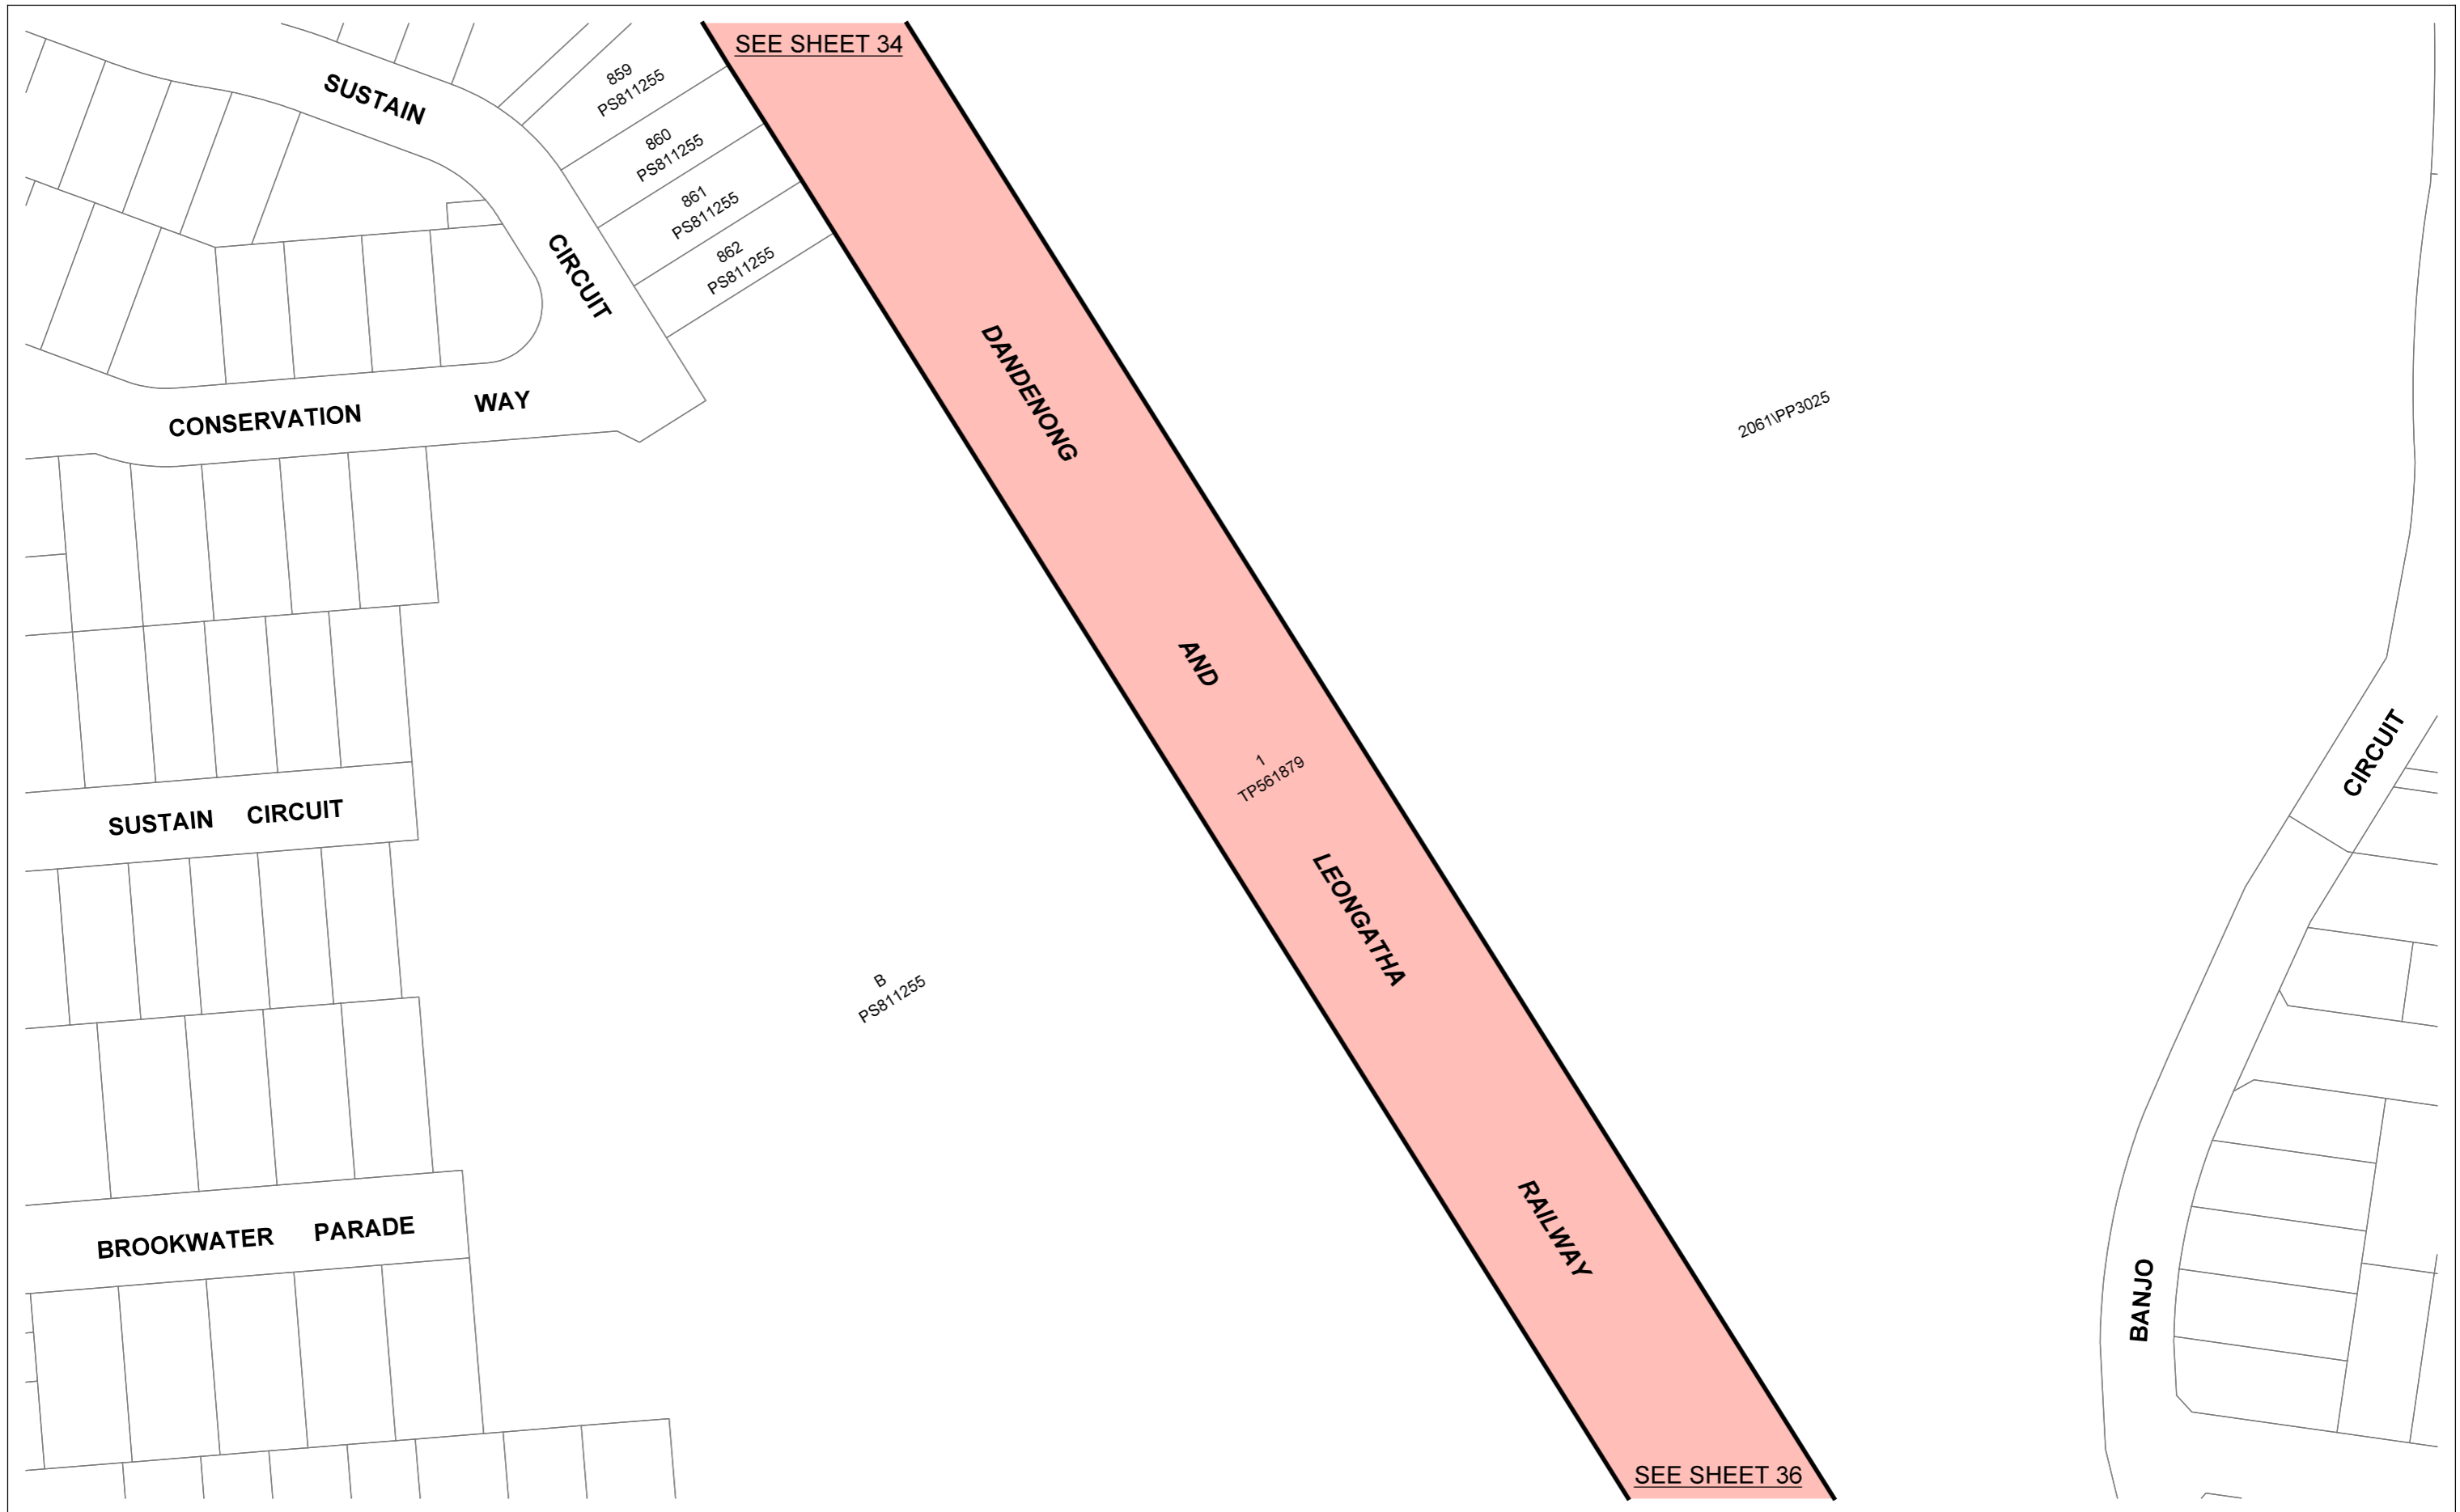 SEE SHEET 34
SUSTAIN
CIRCUIT
859
PS811255
860
PS811255
861
PS811255
862
PS811255
CONSERVATION WAY
DANDENONG
AND
LEONGATHA
RAILWAY
1
TP561879
2061\PP3025
SUSTAIN CIRCUIT
B
PS811255
BROOKWATER PARADE
CIRCUIT
BANJO
SEE SHEET 36